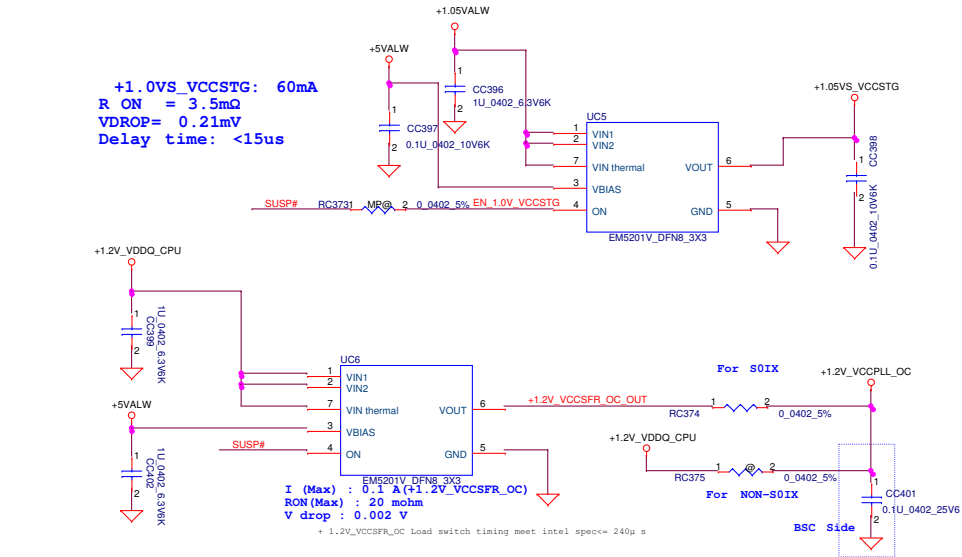 +1.05VALW
+5VALW
+1.0VS_VCCSTG: 60mA
R ON = 3.5mΩ
VDROP= 0.21mV
Delay time: <15us
1
CC396
1U_0402_6.3V6K
2
1
CC397
0.1U_0402_10V6K
2
+1.05VS_VCCSTG
UC5
1 VIN1
2 VIN2
7 VIN thermal
VOUT 6
3 VBIAS
4 ON
GND 5
EM5201V_DFN8_3X3
1
CC398
2
0.1U_0402_10V6K
SUSP# RC373 1 MP@ 2 0_0402_5% EN_1.0V_VCCSTG
+1.2V_VDDQ_CPU
1
CC399
1U_0402_6.3V6K
2
UC6
1 VIN1
2 VIN2
7 VIN thermal
VOUT 6
3 VBIAS
4 ON
GND 5
EM5201V_DFN8_3X3
+5VALW
SUSP#
1
CC402
1U_0402_6.3V6K
2
+1.2V_VCCSFR_OC_OUT
For S0IX
RC374 1 2 0_0402_5%
+1.2V_VCCPLL_OC
+1.2V_VDDQ_CPU
RC375 1 @ 2 0_0402_5%
For NON-S0IX
1
CC401
0.1U_0402_25V6
2
BSC Side
I (Max) : 0.1 A(+1.2V_VCCSFR_OC)
RON(Max) : 20 mohm
V drop : 0.002 V
+ 1.2V_VCCSFR_OC Load switch timing meet intel spec<= 240µ s